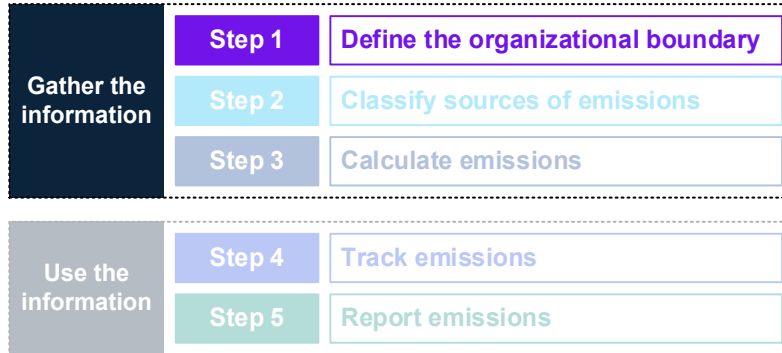 Gather the
information
Step 1
Define the organizational boundary
Step 2
Classify sources of emissions
Step 3
Calculate emissions
Use the
information
Step 4
Track emissions
Step 5
Report emissions